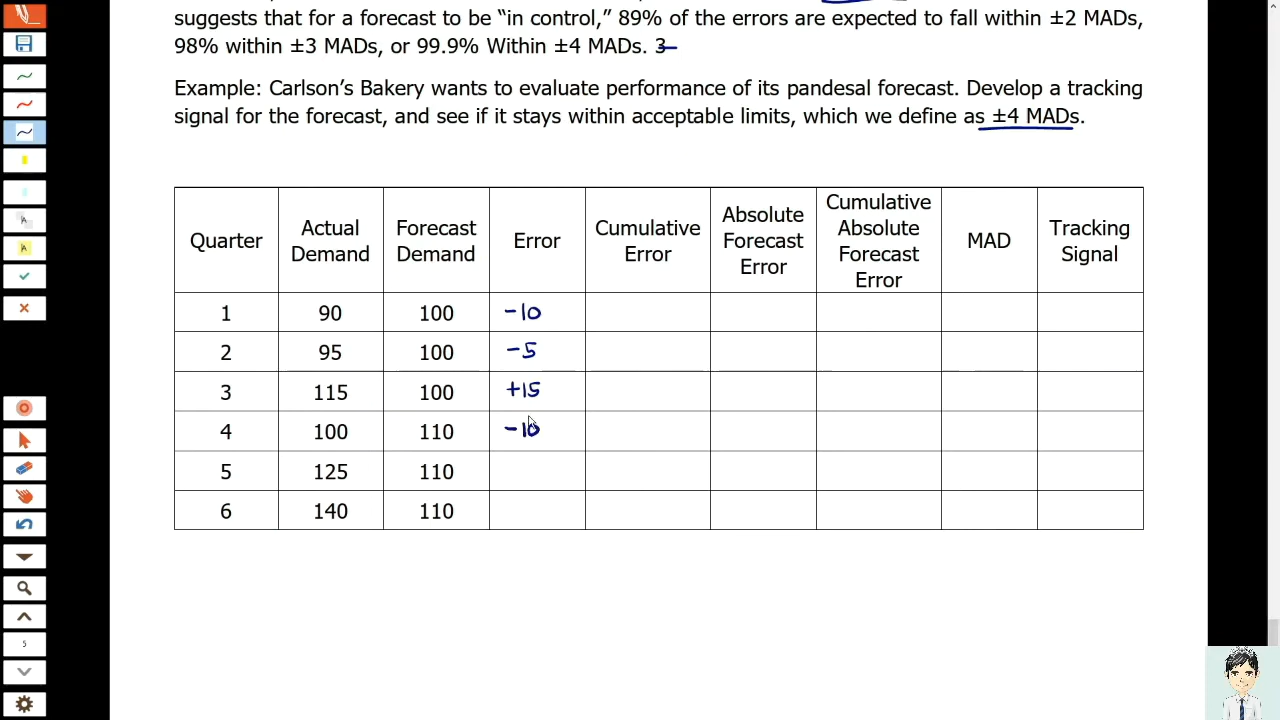 suggests that for a forecast to be “in control,” 89% of the errors are expected to fall within ±2 MADs,
98% within ±3 MADs, or 99.9% Within ±4 MADs. 3
Example: Carlson’s Bakery wants to evaluate performance of its pandesal forecast. Develop a tracking
signal for the forecast, and see if it stays within acceptable limits, which we define as ±4 MADs.
Quarter Actual Demand Forecast Demand Error Cumulative Error Absolute Forecast Error Cumulative Absolute Forecast Error MAD Tracking Signal
1 90 100 -10
2 95 100 -5
3 115 100 +15
4 100 110 -10
5 125 110
6 140 110
5